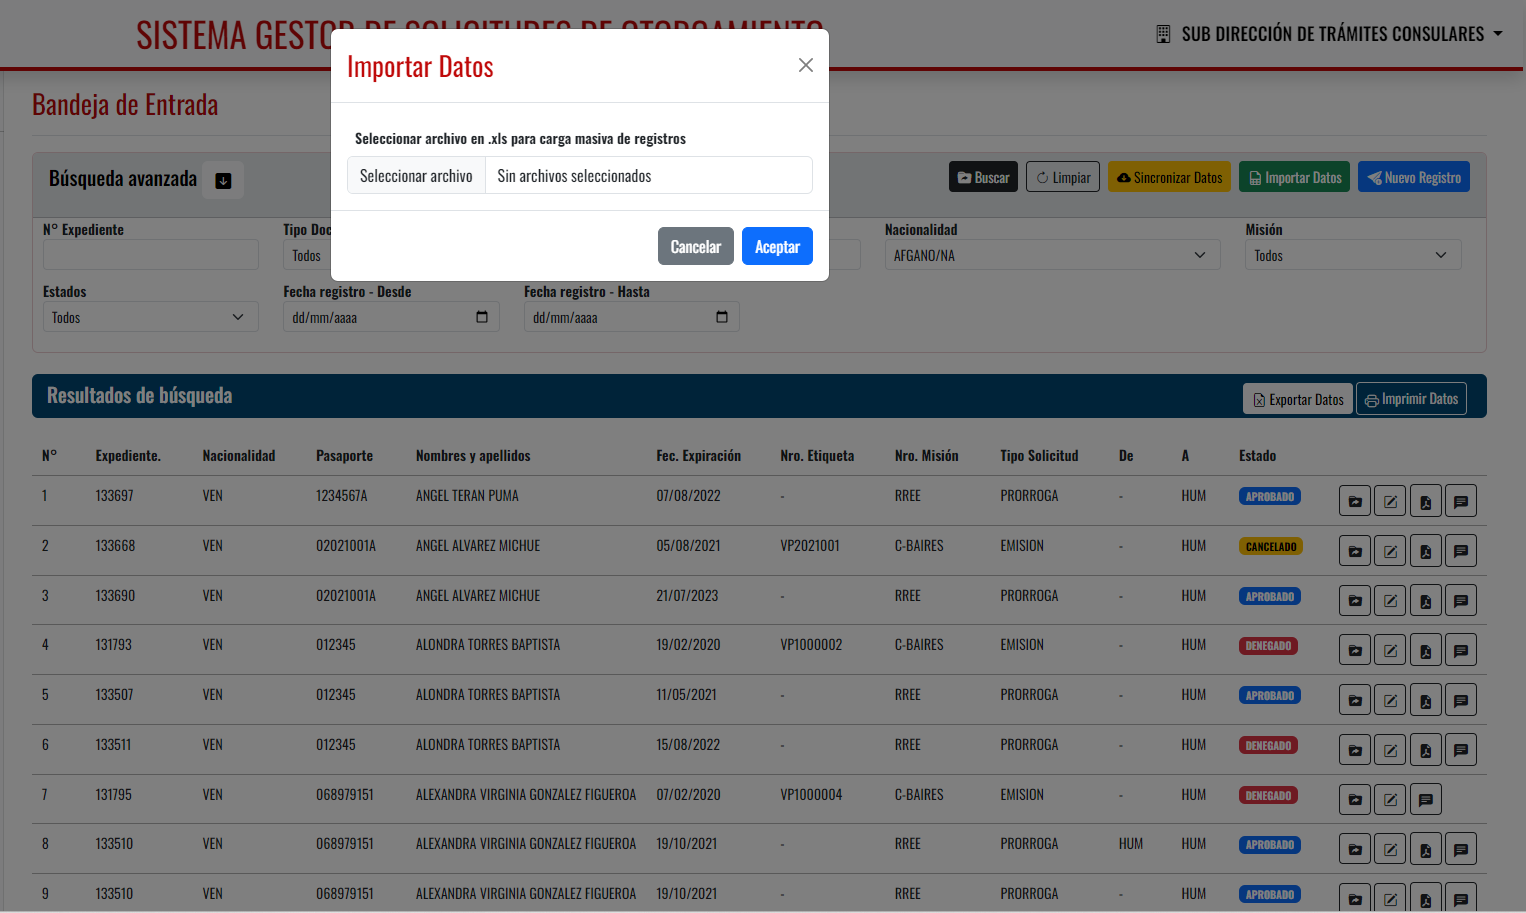 SISTEMA GESTOR DE SOLICITUDES DE OTORGAMIENTO
SUB DIRECCIÓN DE TRÁMITES CONSULARES
Importar Datos
Seleccionar archivo en .xls para carga masiva de registros
Seleccionar archivo Sin archivos seleccionados
Cancelar Aceptar
Bandeja de Entrada
Búsqueda avanzada
Buscar Limpiar Sincronizar Datos Importar Datos Nuevo Registro
N° Expediente Tipo Doc Nacionalidad Misión
Todos AFGANO/NA Todos
Estados Fecha registro - Desde Fecha registro - Hasta
Todos dd/mm/aaaa dd/mm/aaaa
Resultados de búsqueda Exportar Datos Imprimir Datos
N° Expediente. Nacionalidad Pasaporte Nombres y apellidos Fec. Expiración Nro. Etiqueta Nro. Misión Tipo Solicitud De A Estado
1 133697 VEN 1234567A ANGEL TERAN PUMA 07/08/2022 - RREE PRORROGA - HUM APROBADO
2 133668 VEN 02021001A ANGEL ALVAREZ MICHUE 05/08/2021 VP2021001 C-BAIRES EMISION - HUM CANCELADO
3 133690 VEN 02021001A ANGEL ALVAREZ MICHUE 21/07/2023 - RREE PRORROGA - HUM APROBADO
4 131793 VEN 012345 ALONDRA TORRES BAPTISTA 19/02/2020 VP1000002 C-BAIRES EMISION - HUM DENEGADO
5 133507 VEN 012345 ALONDRA TORRES BAPTISTA 11/05/2021 - RREE PRORROGA - HUM APROBADO
6 133511 VEN 012345 ALONDRA TORRES BAPTISTA 15/08/2022 - RREE PRORROGA - HUM DENEGADO
7 131795 VEN 068979151 ALEXANDRA VIRGINIA GONZALEZ FIGUEROA 07/02/2020 VP1000004 C-BAIRES EMISION - HUM DENEGADO
8 133510 VEN 068979151 ALEXANDRA VIRGINIA GONZALEZ FIGUEROA 19/10/2021 - RREE PRORROGA HUM HUM APROBADO
9 133510 VEN 068979151 ALEXANDRA VIRGINIA GONZALEZ FIGUEROA 19/10/2021 - RREE PRORROGA - HUM APROBADO